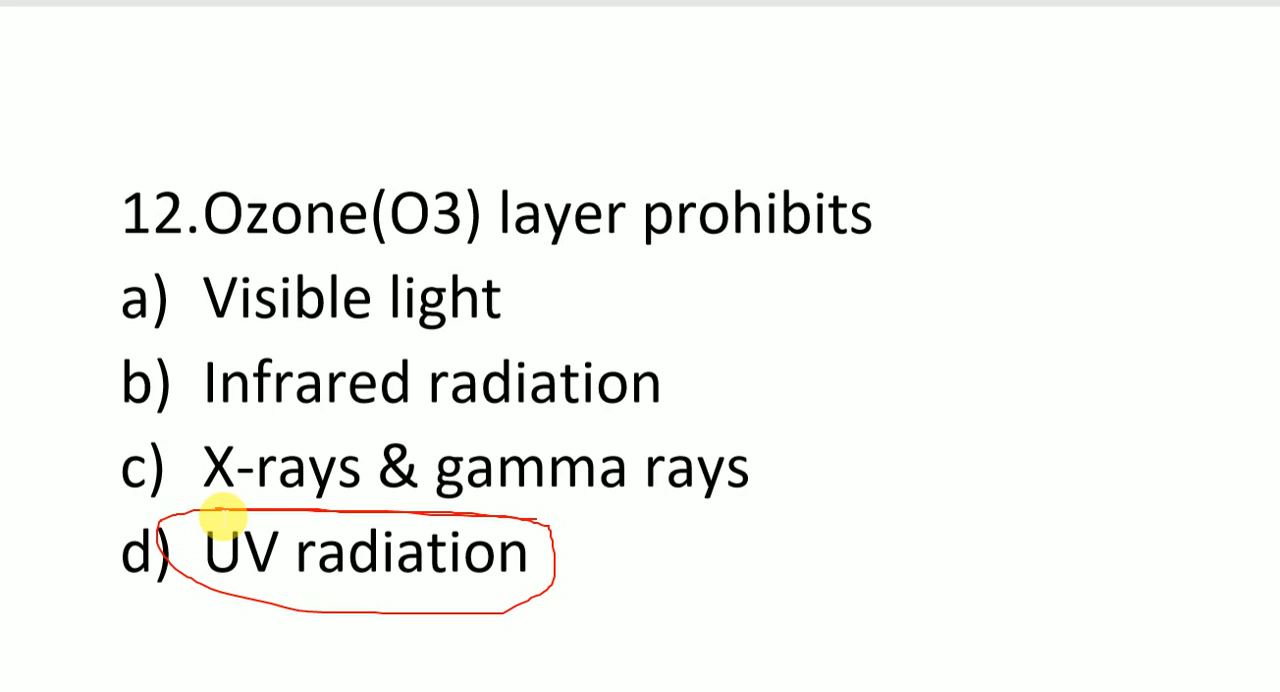 12.Ozone(O3) layer prohibits
a) Visible light
b) Infrared radiation
c) X-rays & gamma rays
d) UV radiation